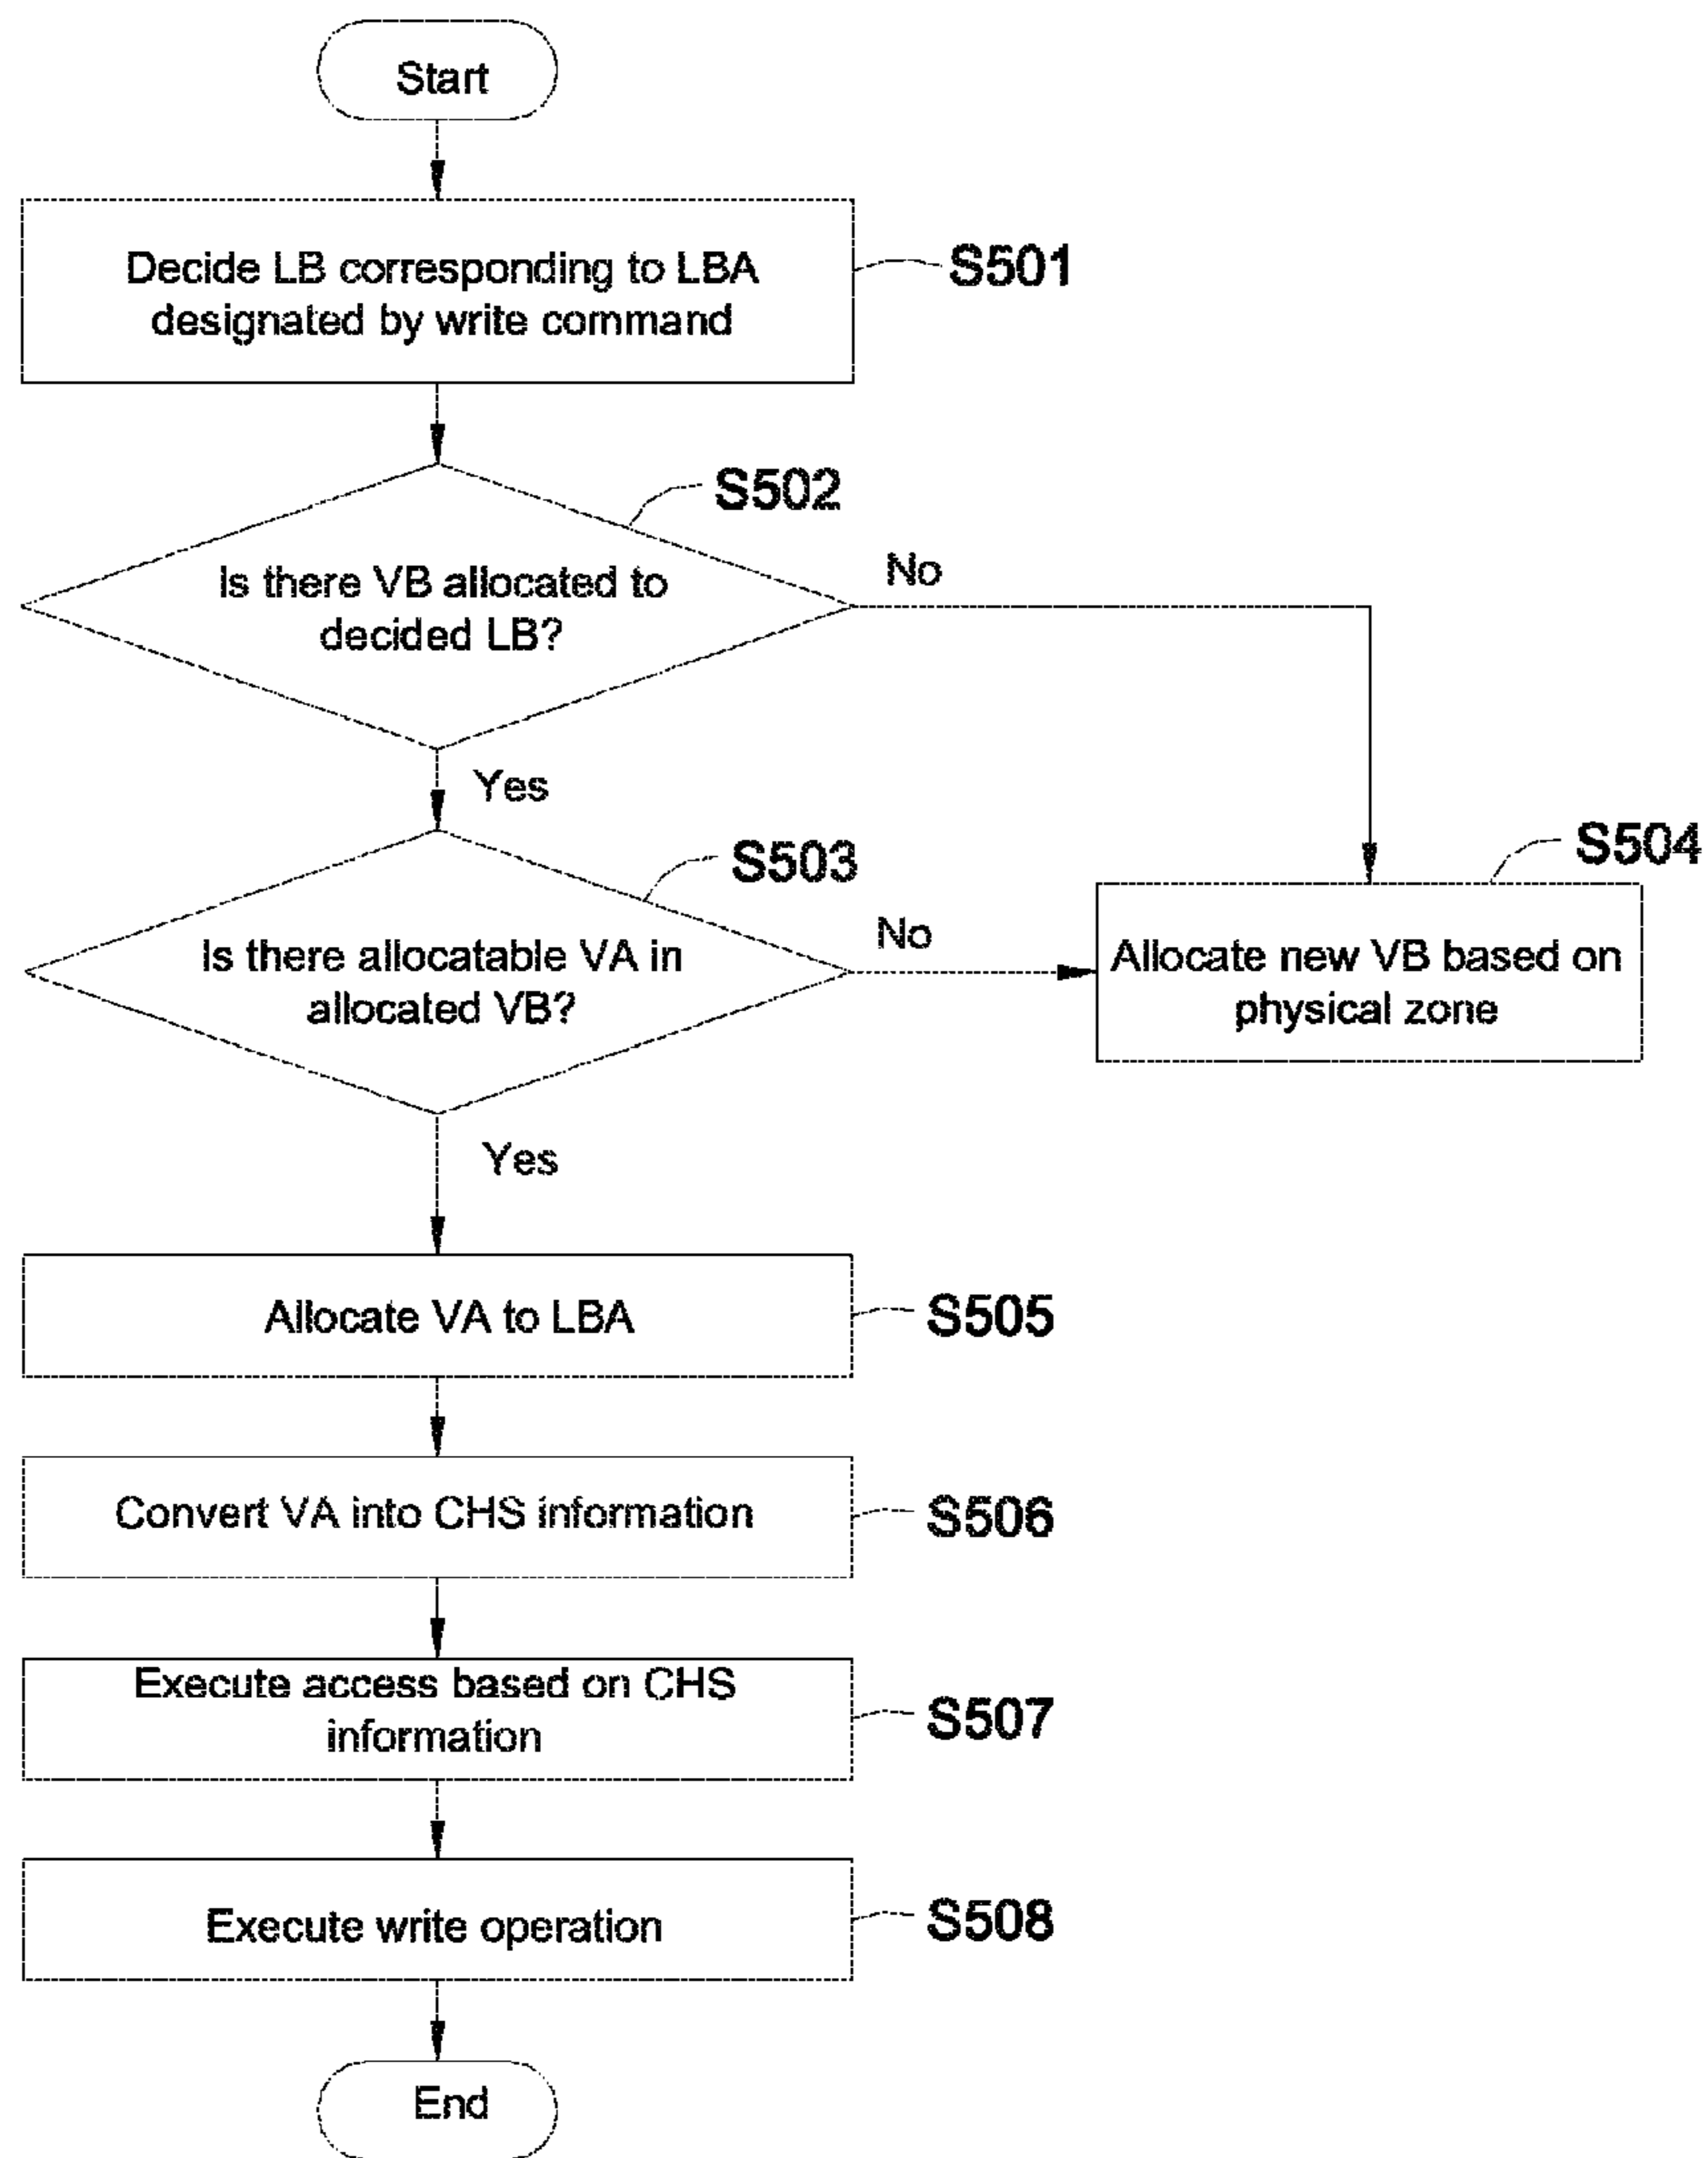 Start
Decide LB corresponding to LBA
designated by write command
S501
S502
Is there VB allocated to
decided LB?
No
Yes
S503
S504
Is there allocatable VA in
allocated VB?
No
Allocate new VB based on
physical zone
Yes
Allocate VA to LBA
S505
Convert VA into CHS information
S506
Execute access based on CHS
information
S507
Execute write operation
S508
End